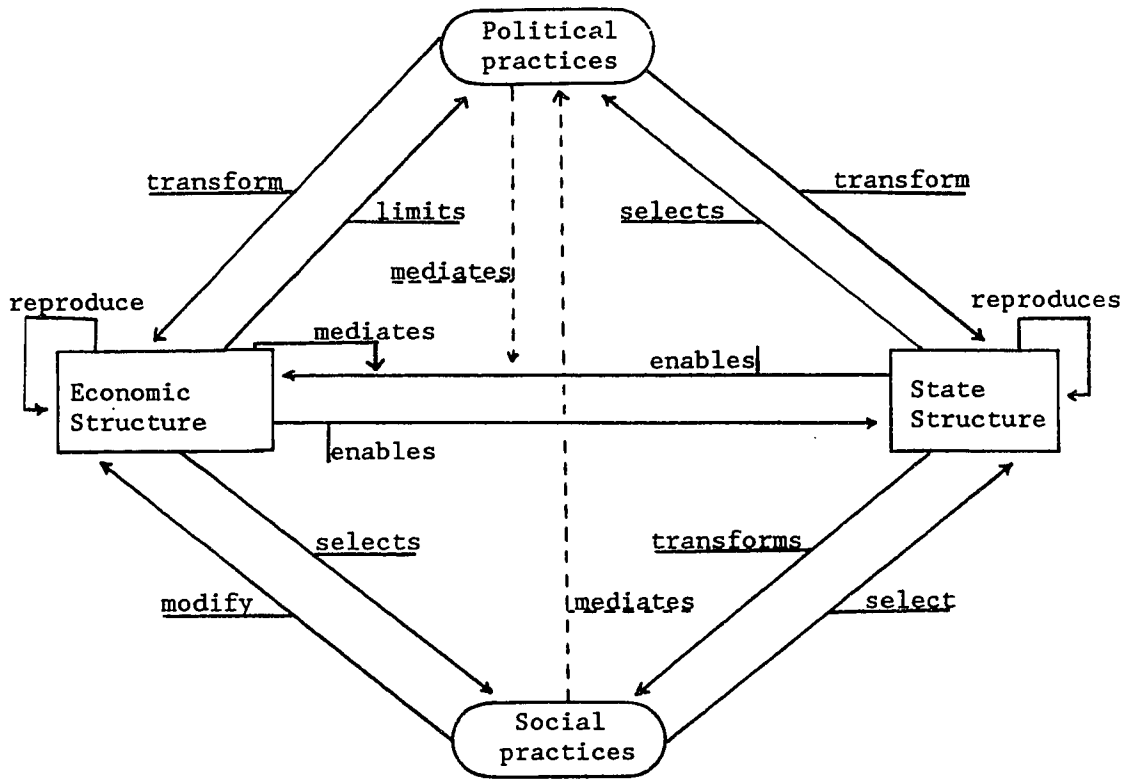 Political
practices
transform
transform
limits
selects
mediates
reproduce
reproduces
mediates
enables
Economic
Structure
State
Structure
enables
selects
transforms
modify
mediates
select
Social
practices